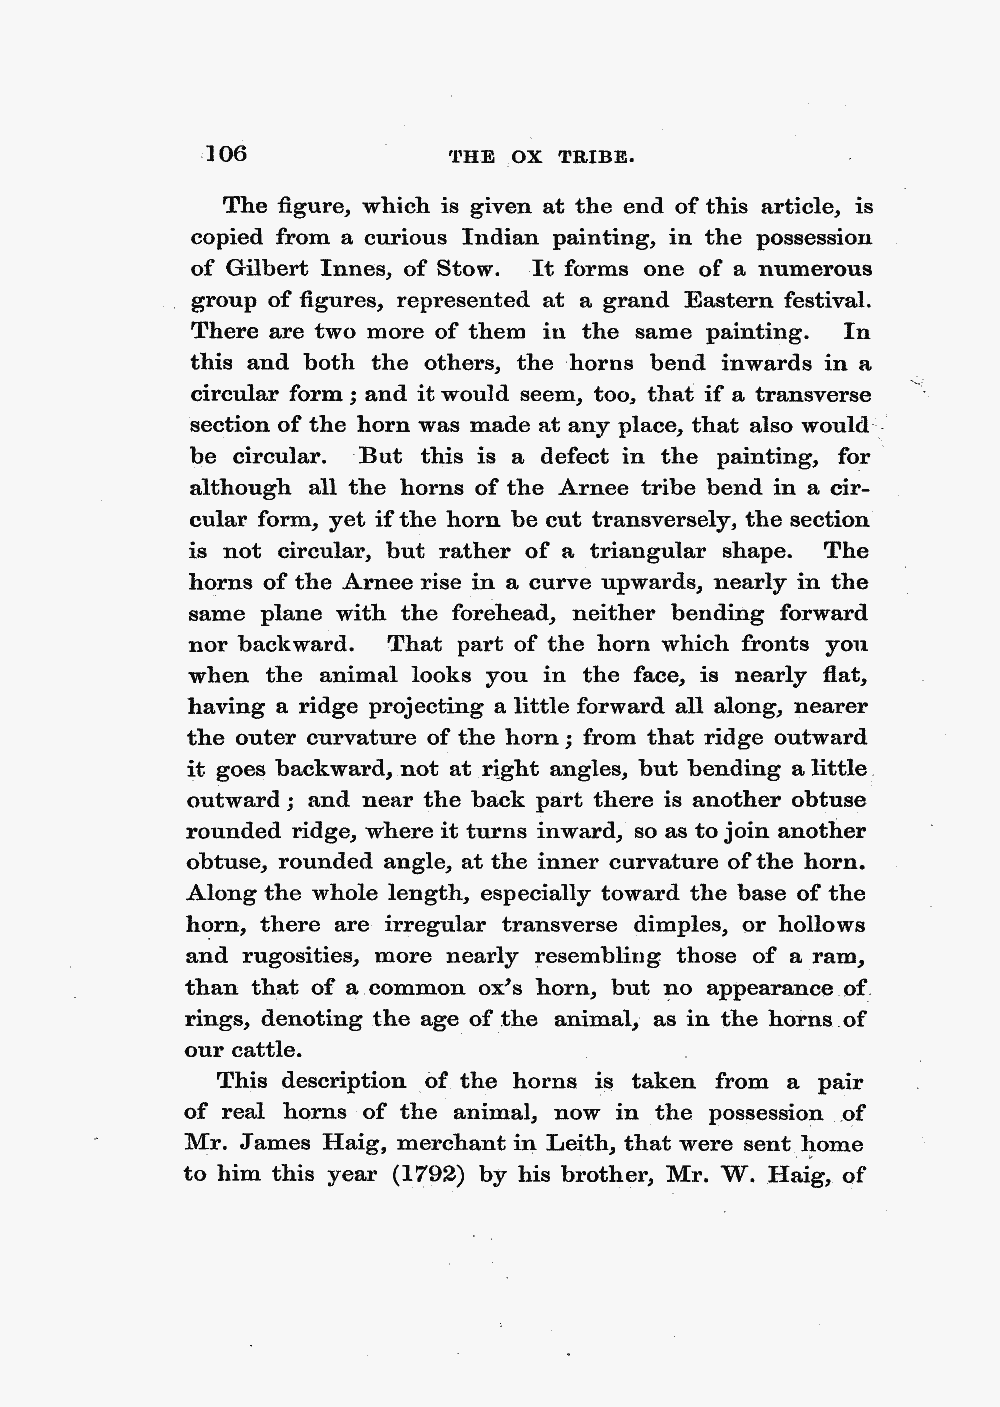 106 THE OX TRIBE.
The figure, which is given at the end of this article, is
copied from a curious Indian painting, in the possession
of Gilbert Innes, of Stow. It forms one of a numerous
group of figures, represented at a grand Eastern festival.
There are two more of them in the same painting. In
this and both the others, the horns bend inwards in a
circular form ; and it would seem, too, that if a transverse
section of the horn was made at any place, that also would
be circular. But this is a defect in the painting, for
although all the horns of the Arnee tribe bend in a cir-
cular form, yet if the horn be cut transversely, the section
is not circular, but rather of a triangular shape. The
horns of the Arnee rise in a curve upwards, nearly in the
same plane with the forehead, neither bending forward
nor backward. That part of the horn which fronts you
when the animal looks you in the face, is nearly flat,
having a ridge projecting a little forward all along, nearer
the outer curvature of the horn ; from that ridge outward
it goes backward, not at right angles, but bending a little
outward ; and near the back part there is another obtuse
rounded ridge, where it turns inward, so as to join another
obtuse, rounded angle, at the inner curvature of the horn.
Along the whole length, especially toward the base of the
horn, there are irregular transverse dimples, or hollows
and rugosities, more nearly resembling those of a ram,
than that of a common ox's horn, but no appearance of
rings, denoting the age of the animal, as in the horns of
our cattle.
This description of the horns is taken from a pair
of real horns of the animal, now in the possession of
Mr. James Haig, merchant in Leith, that were sent home
to him this year (1792) by his brother, Mr. W. Haig, of